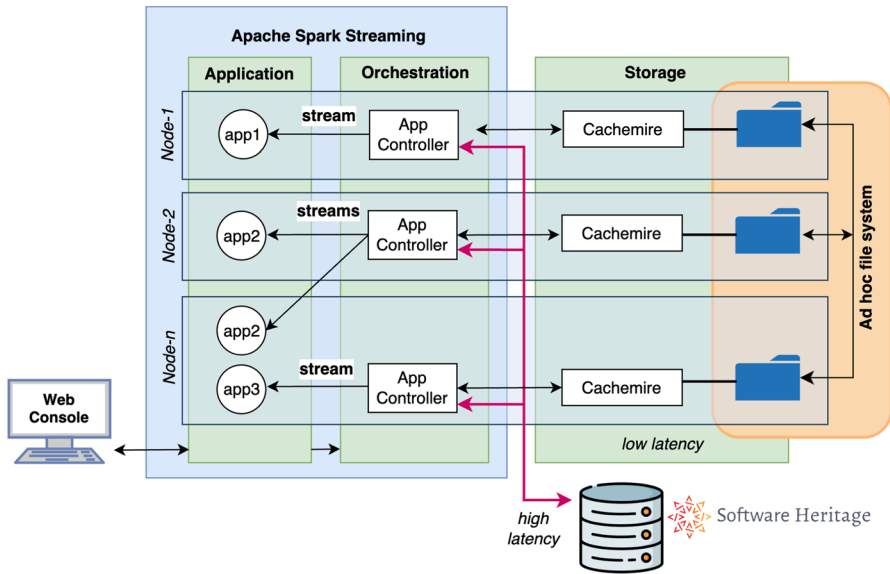 Apache Spark Streaming
Application
Orchestration
Storage
Node-1
app1
stream
App
Controller
Cachemire
Node-2
app2
streams
App
Controller
Cachemire
Ad hoc file system
Node-n
app2
app3
stream
App
Controller
Cachemire
Web
Console
low latency
high
latency
Software Heritage